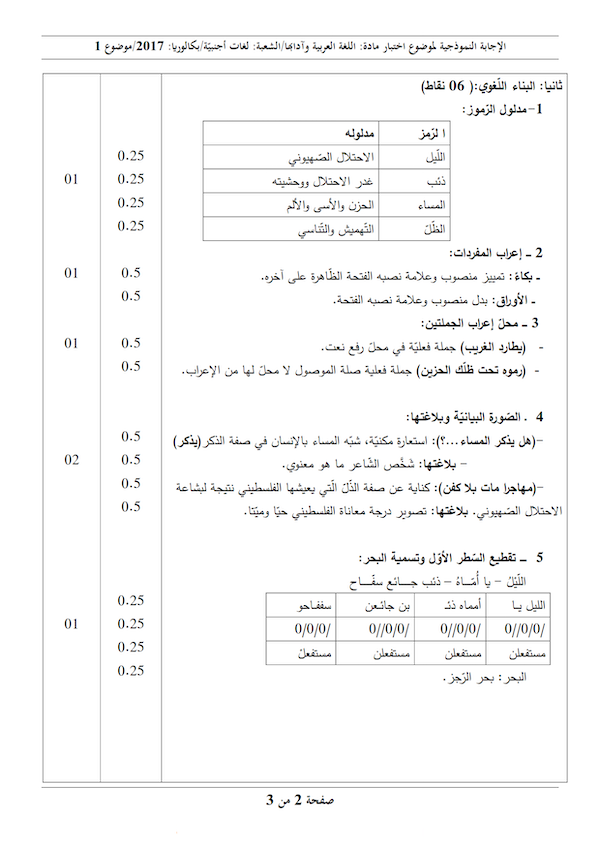 الإجابة النموذجية لموضوع اختبار مادة: اللغة العربية وآدابها/الشعبة: لغات أجنبيّة/بكالوريا: 2017/موضوع 1
ثانيا: البناء اللّغوي:( 06 نقاط)
1-مدلول الرّموز:
الرّمز مدلوله
اللّيل الاحتلال الصّهيوني 0.25
ذئب غدر الاحتلال ووحشيته 0.25 01
المساء الحزن والأسى والألم 0.25
الظلّ التّهميش والتّناسي 0.25
2 ـ إعراب المفردات:
ـ بكاءً: تمييز منصوب وعلامة نصبه الفتحة الظّاهرة على آخره. 0.5 01
ـ الأوراق: بدل منصوب وعلامة نصبه الفتحة. 0.5
3 ـ محلّ إعراب الجملتين:
- (يطارد الغريب) جملة فعليّة في محلّ رفع نعت. 0.5 01
- (رموه تحت ظلّك الحزين) جملة فعلية صلة الموصول لا محلّ لها من الإعراب. 0.5
4 . الصّورة البيانيّة وبلاغتها:
-(هل يذكر المساء...؟): استعارة مكنيّة، شبّه المساء بالإنسان في صفة الذكر(يذكر) 0.5
- بلاغتها: شخّص الشّاعر ما هو معنوي. 0.5 02
-(مهاجرا مات بلا كفن): كناية عن صفة الذّلّ الّتي يعيشها الفلسطيني نتيجة لبشاعة 0.5
الاحتلال الصّهيوني. بلاغتها: تصوير درجة معاناة الفلسطيني حيّا وميّتا. 0.5
5 ـ تقطيع السّطر الأوّل وتسمية البحر:
اللّيْلُ - يا أُمّــاهُ - ذئب جــائع سفّــاح
الليل يـا أمماه ذئـ بن جائعن سففاحو 0.25
0//0/0/ 0//0/0/ 0//0/0/ 0/0/0/ 0.25 01
مستفعلن مستفعلن مستفعلن مستفعلْ 0.25
البحر: بحر الرّجز. 0.25
صفحة 2 من 3